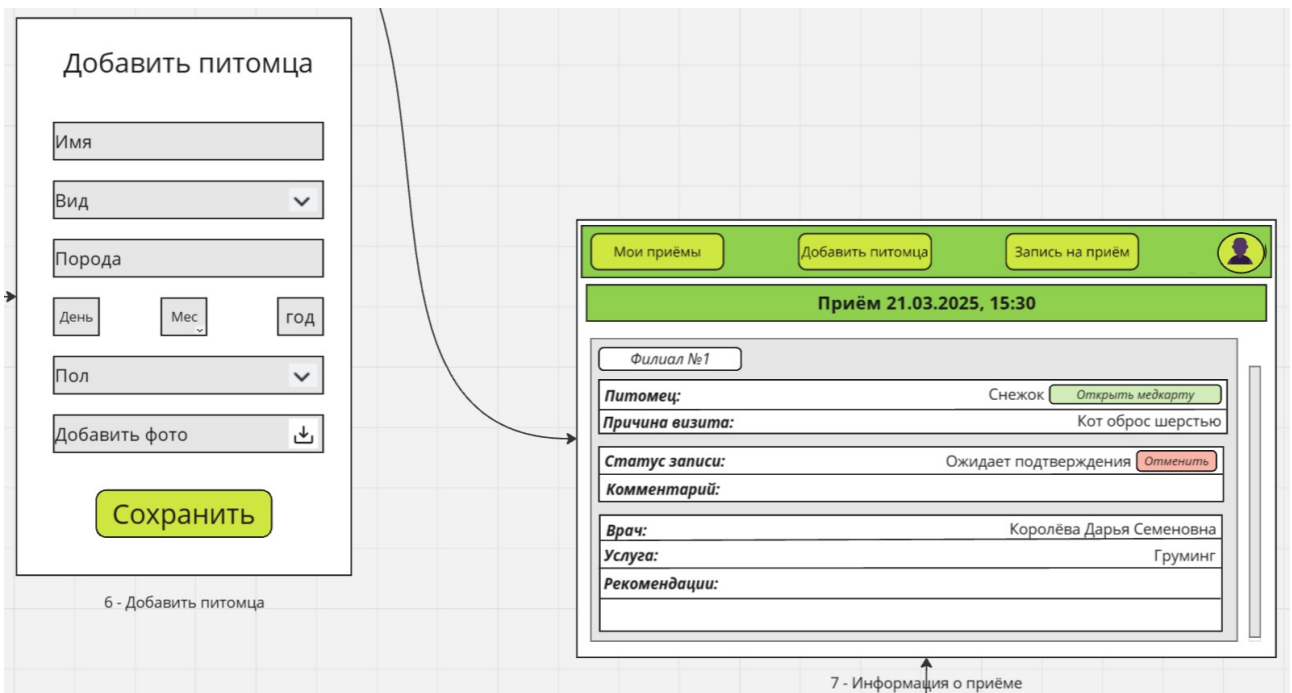 Добавить питомца
Имя
Вид
Порода
День Мес год
Пол
Добавить фото
Сохранить
6 - Добавить питомца
Мои приёмы Добавить питомца Запись на приём
Приём 21.03.2025, 15:30
Филиал №1
Питомец: Снежок Открыть медкарту
Причина визита: Кот оброс шерстью
Статус записи: Ожидает подтверждения Отменить
Комментарий:
Врач: Королёва Дарья Семеновна
Услуга: Груминг
Рекомендации:
7 - Информация о приёме